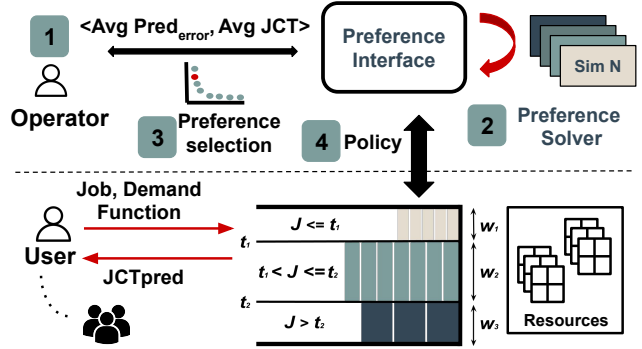 1
<Avg Pred_error, Avg JCT>
Operator
3
Preference
selection
Preference
Interface
4
Policy
Sim N
2
Preference
Solver
Job, Demand
Function
User
JCTpred
t₁
t₂
J <= t₁
t₁ < J <= t₂
J > t₂
w₁
w₂
w₃
Resources